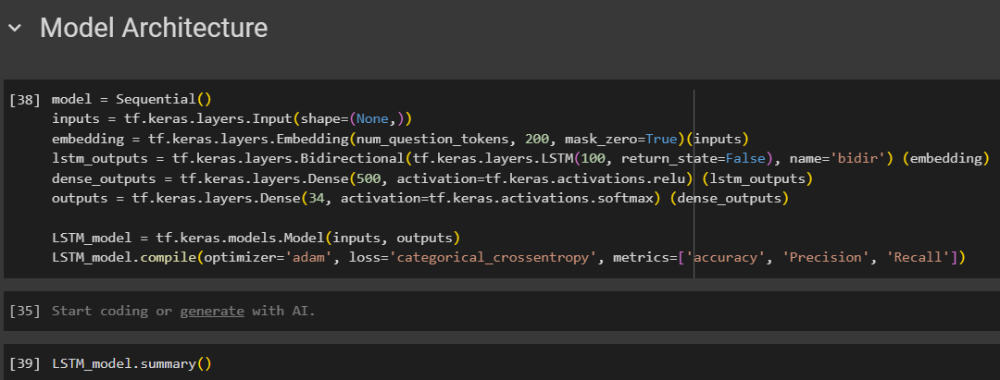 Model Architecture
[38] model = Sequential()
inputs = tf.keras.layers.Input(shape=(None,))
embedding = tf.keras.layers.Embedding(num_question_tokens, 200, mask_zero=True)(inputs)
lstm_outputs = tf.keras.layers.Bidirectional(tf.keras.layers.LSTM(100, return_state=False), name='bidir') (embedding)
dense_outputs = tf.keras.layers.Dense(500, activation=tf.keras.activations.relu) (lstm_outputs)
outputs = tf.keras.layers.Dense(34, activation=tf.keras.activations.softmax) (dense_outputs)
LSTM_model = tf.keras.models.Model(inputs, outputs)
LSTM_model.compile(optimizer='adam', loss='categorical_crossentropy', metrics=['accuracy', 'Precision', 'Recall'])
[35] Start coding or generate with AI.
[39] LSTM_model.summary()